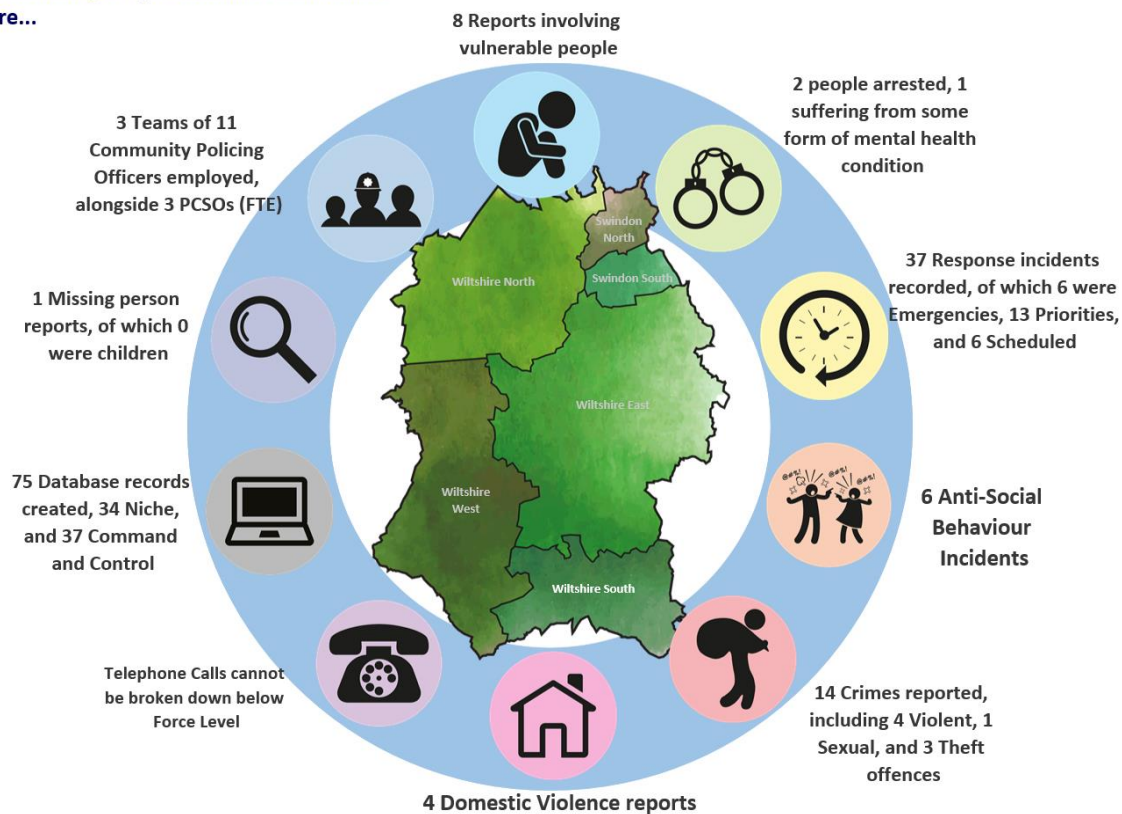 re...
8 Reports involving
vulnerable people
2 people arrested, 1
suffering from some
form of mental health
condition
3 Teams of 11
Community Policing
Officers employed,
alongside 3 PCSOs (FTE)
37 Response incidents
recorded, of which 6 were
Emergencies, 13 Priorities,
and 6 Scheduled
1 Missing person
reports, of which 0
were children
6 Anti-Social
Behaviour
Incidents
75 Database records
created, 34 Niche,
and 37 Command
and Control
14 Crimes reported,
including 4 Violent, 1
Sexual, and 3 Theft
offences
Telephone Calls cannot
be broken down below
Force Level
4 Domestic Violence reports
Swindon
North
Swindon South
Wiltshire North
Wiltshire East
Wiltshire
West
Wiltshire South
@#%!
@#%!
@#%!